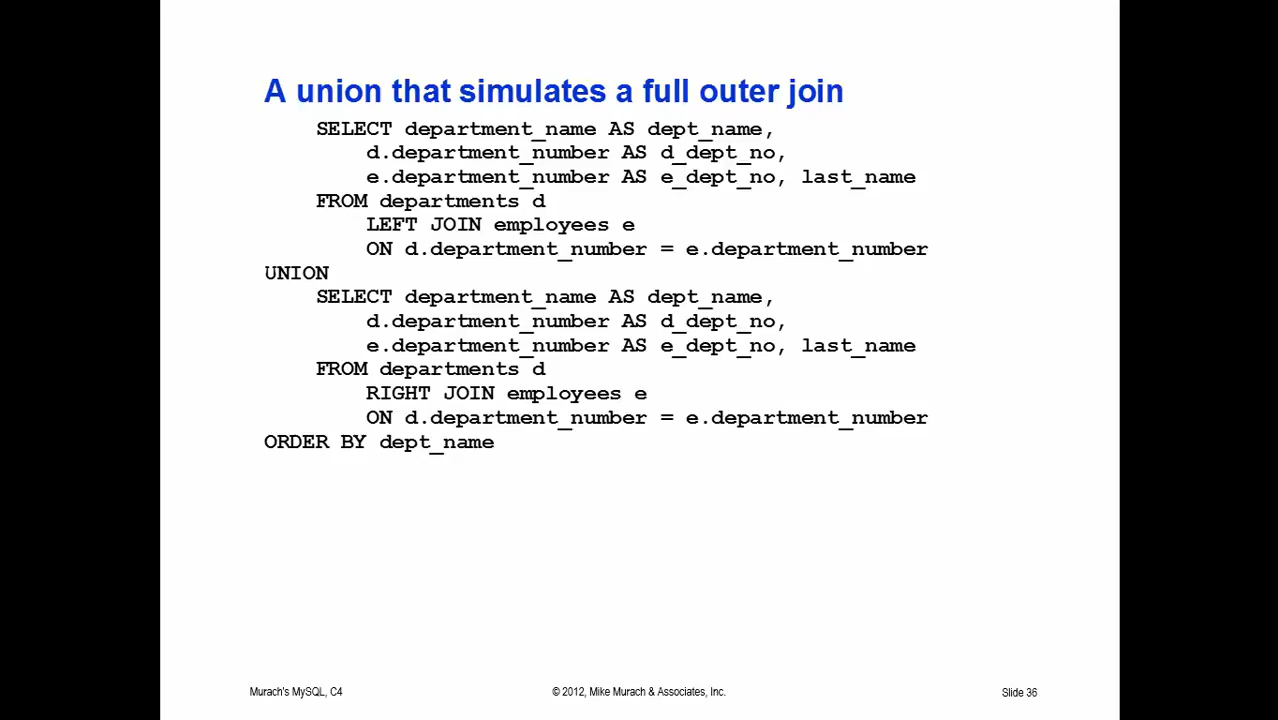 A union that simulates a full outer join
SELECT department_name AS dept_name,
d.department_number AS d_dept_no,
e.department_number AS e_dept_no, last_name
FROM departments d
LEFT JOIN employees e
ON d.department_number = e.department_number
UNION
SELECT department_name AS dept_name,
d.department_number AS d_dept_no,
e.department_number AS e_dept_no, last_name
FROM departments d
RIGHT JOIN employees e
ON d.department_number = e.department_number
ORDER BY dept_name
Murach's MySQL, C4
© 2012, Mike Murach & Associates, Inc.
Slide 36